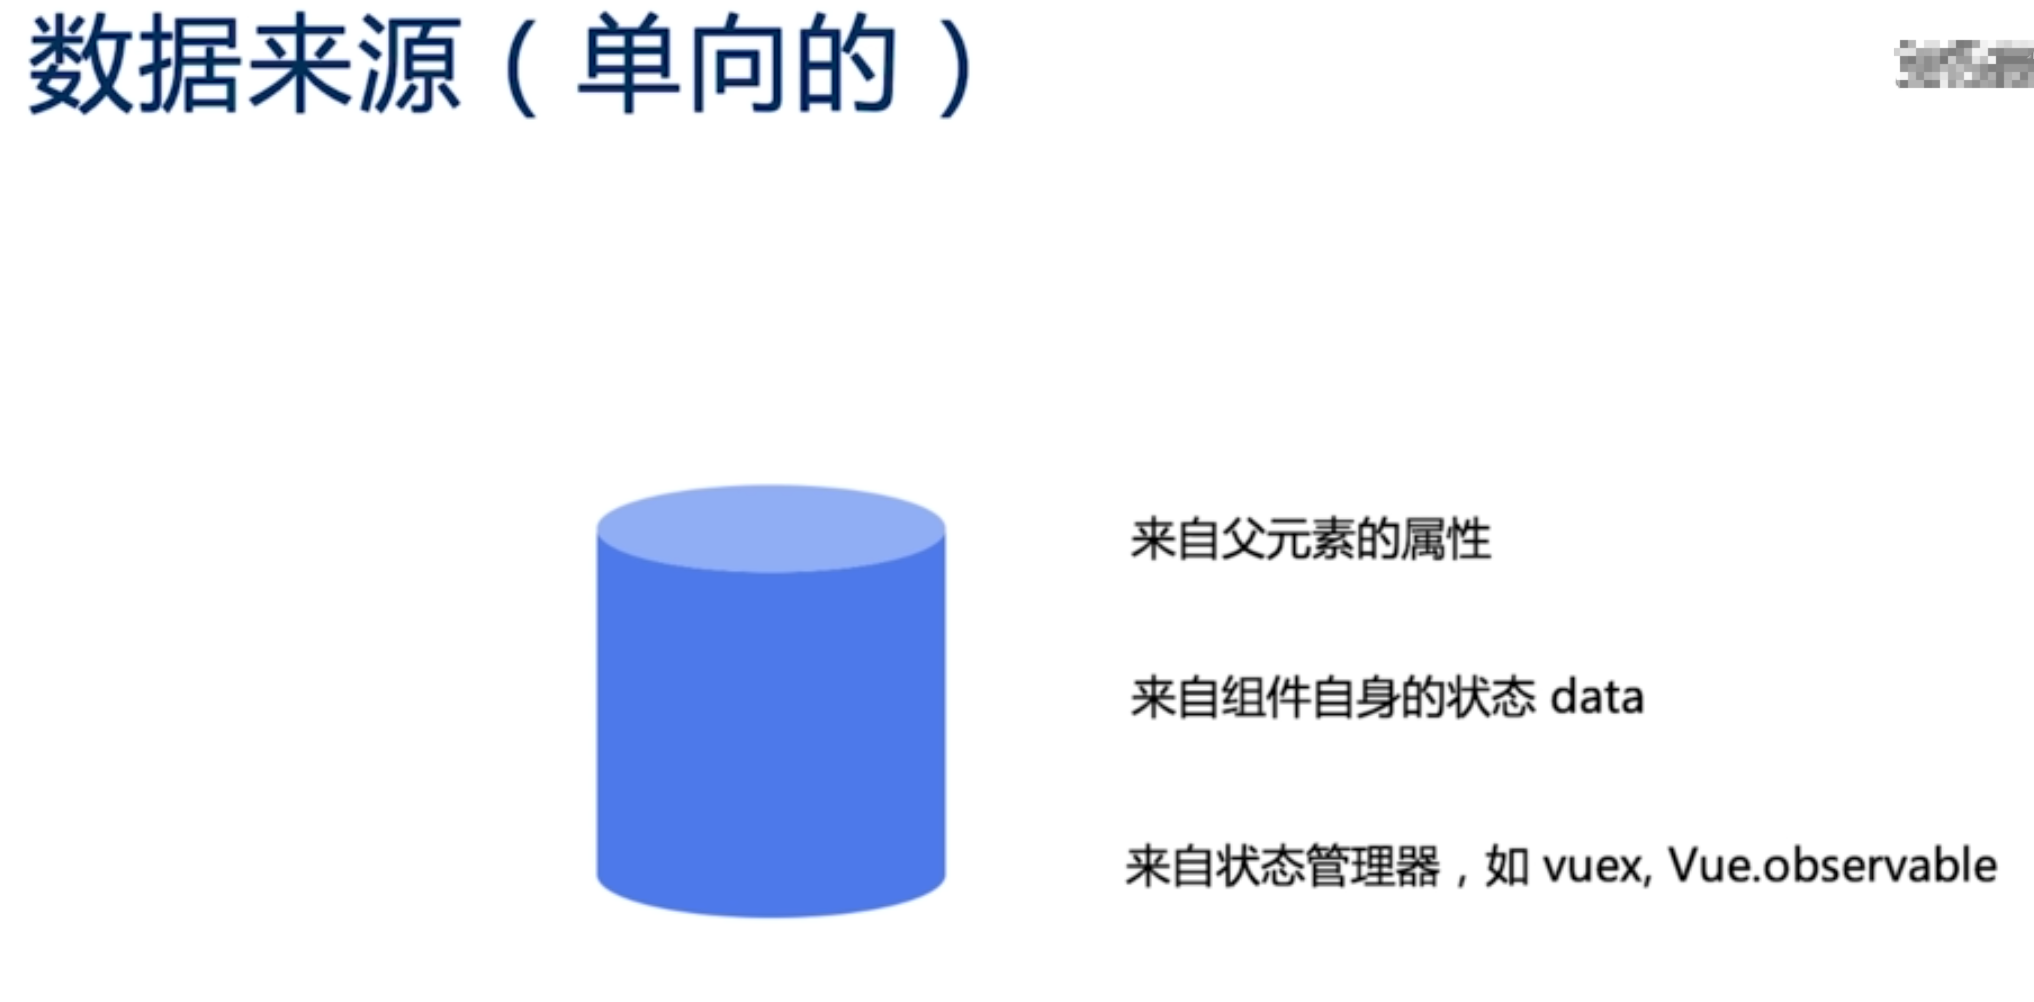 数据来源（单向的）
来自父元素的属性
来自组件自身的状态 data
来自状态管理器，如 vuex, Vue.observable